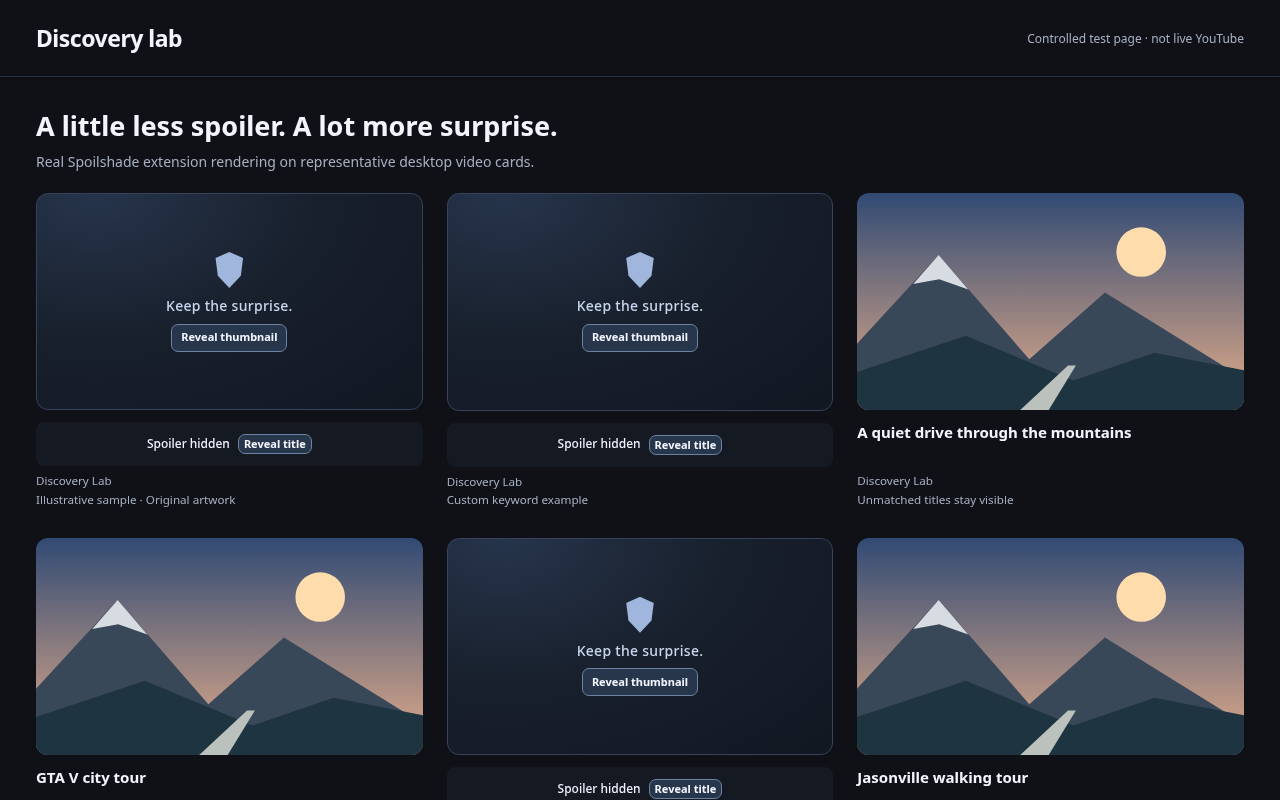 Discovery lab
Controlled test page · not live YouTube
A little less spoiler. A lot more surprise.
Real Spoilshade extension rendering on representative desktop video cards.
Keep the surprise.
Reveal thumbnail
Spoiler hidden
Reveal title
Discovery Lab
Illustrative sample · Original artwork
Keep the surprise.
Reveal thumbnail
Spoiler hidden
Reveal title
Discovery Lab
Custom keyword example
A quiet drive through the mountains
Discovery Lab
Unmatched titles stay visible
GTA V city tour
Keep the surprise.
Reveal thumbnail
Spoiler hidden
Reveal title
Jasonville walking tour